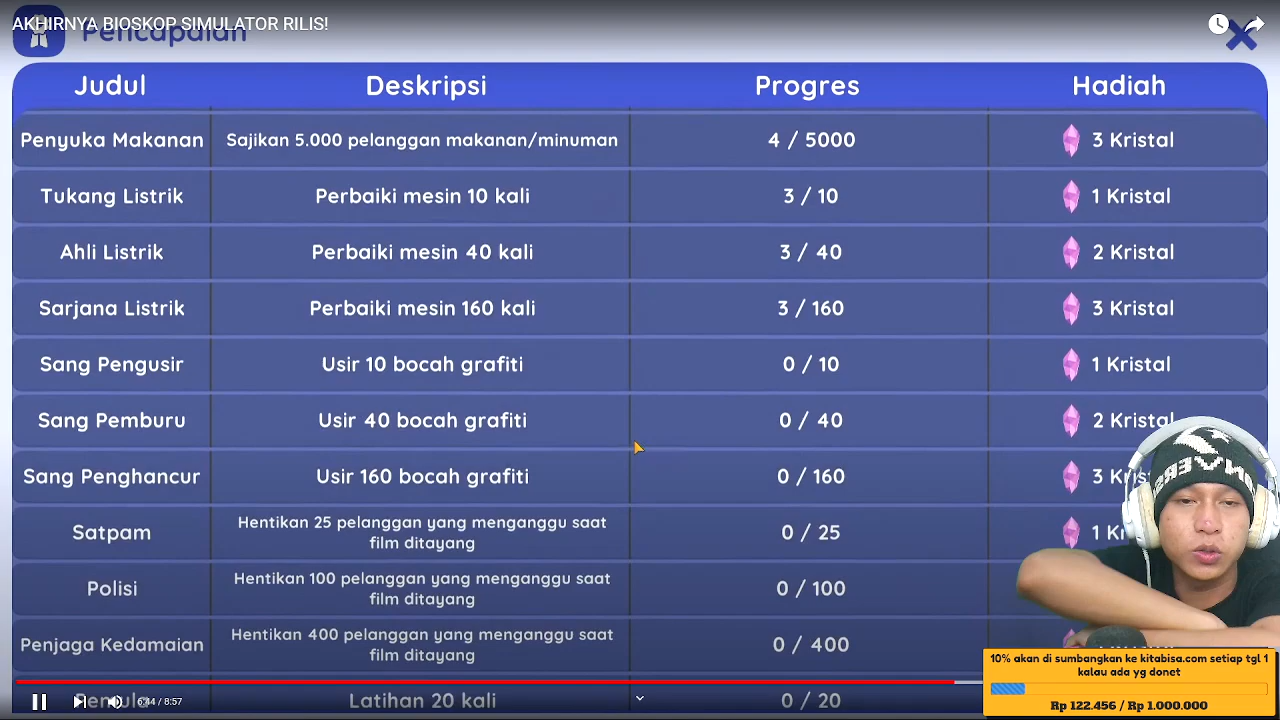 AKHIRNYA BIOSKOP SIMULATOR RILIS!
Pencapaian
Judul Deskripsi Progres Hadiah
Penyuka Makanan Sajikan 5.000 pelanggan makanan/minuman 4 / 5000 3 Kristal
Tukang Listrik Perbaiki mesin 10 kali 3 / 10 1 Kristal
Ahli Listrik Perbaiki mesin 40 kali 3 / 40 2 Kristal
Sarjana Listrik Perbaiki mesin 160 kali 3 / 160 3 Kristal
Sang Pengusir Usir 10 bocah grafiti 0 / 10 1 Kristal
Sang Pemburu Usir 40 bocah grafiti 0 / 40 2 Kristal
Sang Penghancur Usir 160 bocah grafiti 0 / 160 3 Kris
Satpam Hentikan 25 pelanggan yang menganggu saat
film ditayang 0 / 25 1 Kr
Polisi Hentikan 100 pelanggan yang menganggu saat
film ditayang 0 / 100
Penjaga Kedamaian Hentikan 400 pelanggan yang menganggu saat
film ditayang 0 / 400
Pemula Latihan 20 kali 0 / 20
6:44 / 8:57
10% akan di sumbangkan ke kitabisa.com setiap tgl 1
kalau ada yg donet
Rp 122.456 / Rp 1.000.000